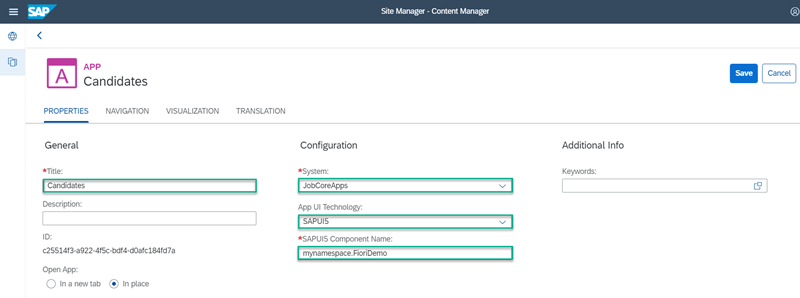 SAP
Site Manager - Content Manager
A
APP
Candidates
Save
Cancel
PROPERTIES
NAVIGATION
VISUALIZATION
TRANSLATION
General
*Title:
Candidates
Description:
ID:
c25514f3-a922-4f5c-bdf4-d0afc184fd7a
Open App:
In a new tab
In place
Configuration
*System:
JobCoreApps
App UI Technology:
SAPUI5
*SAPUI5 Component Name:
mynamespace.FioriDemo
Additional Info
Keywords: